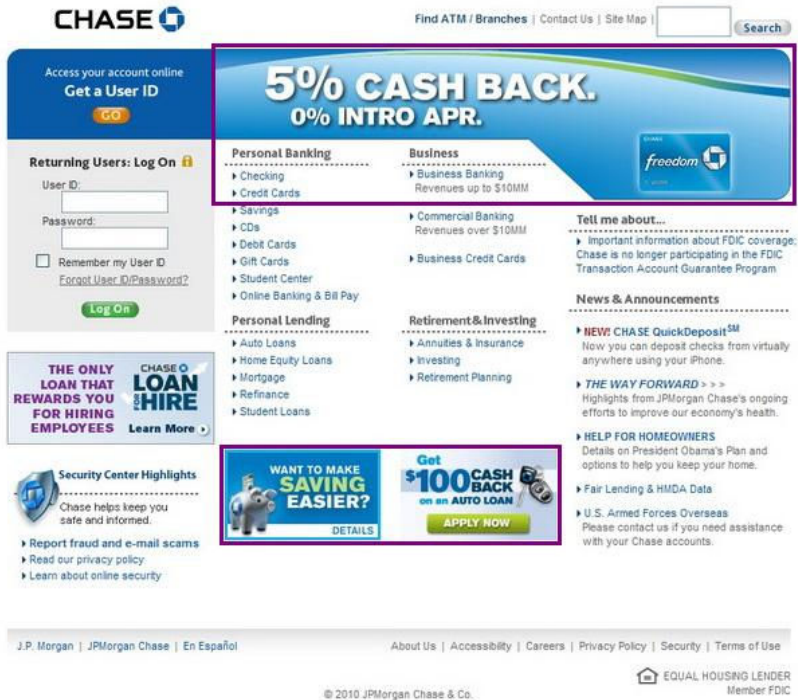 CHASE
Find ATM / Branches | Contact Us | Site Map |
Search
Access your account online
Get a User ID
GO
5% CASH BACK.
0% INTRO APR.
CHASE
freedom
Returning Users: Log On
User ID:
Password:
Remember my User ID
Forgot User ID/Password?
Log On
Personal Banking
Checking
Credit Cards
Savings
CDs
Debit Cards
Gift Cards
Student Center
Online Banking & Bill Pay
Business
Business Banking
Revenues up to $10MM
Commercial Banking
Revenues over $10MM
Business Credit Cards
Personal Lending
Auto Loans
Home Equity Loans
Mortgage
Refinance
Student Loans
Retirement & Investing
Annuities & Insurance
Investing
Retirement Planning
Tell me about...
Important information about FDIC coverage;
Chase is no longer participating in the FDIC
Transaction Account Guarantee Program
News & Announcements
NEW! CHASE QuickDeposit SM
Now you can deposit checks from virtually
anywhere using your iPhone.
THE WAY FORWARD > > >
Highlights from JPMorgan Chase's ongoing
efforts to improve our economy's health.
HELP FOR HOMEOWNERS
Details on President Obama's Plan and
options to help you keep your home.
Fair Lending & HMDA Data
U.S. Armed Forces Overseas
Please contact us if you need assistance
with your Chase accounts.
THE ONLY
LOAN THAT
REWARDS YOU
FOR HIRING
EMPLOYEES
CHASE
LOAN
FOR HIRE
Learn More
Security Center Highlights
Chase helps keep you
safe and informed.
Report fraud and e-mail scams
Read our privacy policy
Learn about online security
WANT TO MAKE
SAVING
EASIER?
DETAILS
Get
$100 CASH BACK
on an AUTO LOAN
APPLY NOW
J.P. Morgan | JPMorgan Chase | En Español
About Us | Accessibility | Careers | Privacy Policy | Security | Terms of Use
EQUAL HOUSING LENDER
Member FDIC
© 2010 JPMorgan Chase & Co.